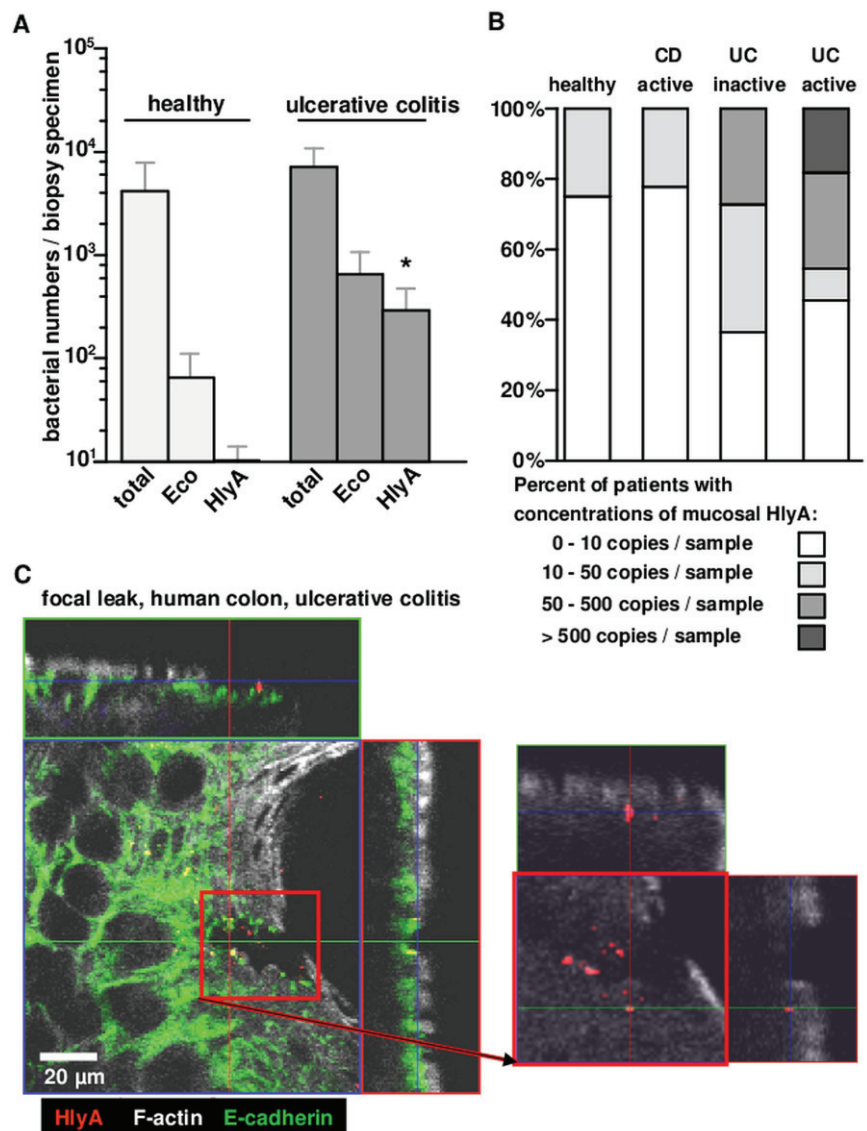 A
bacterial numbers / biopsy specimen
10^5
10^4
10^3
10^2
10^1
healthy
ulcerative colitis
*
total
Eco
HlyA
total
Eco
HlyA
B
healthy
CD active
UC inactive
UC active
100%
80%
60%
40%
20%
0%
Percent of patients with
concentrations of mucosal HlyA:
0 - 10 copies / sample
10 - 50 copies / sample
50 - 500 copies / sample
> 500 copies / sample
C
focal leak, human colon, ulcerative colitis
20 µm
HlyA F-actin E-cadherin